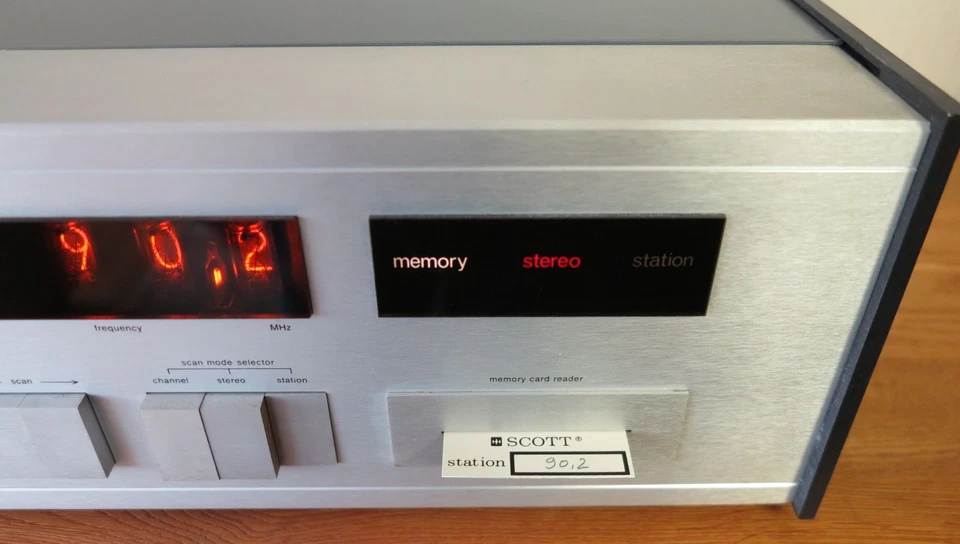 90.2
memory stereo station
frequency MHz
scan mode selector
scan channel stereo station
memory card reader
SCOTT®
station 90,2